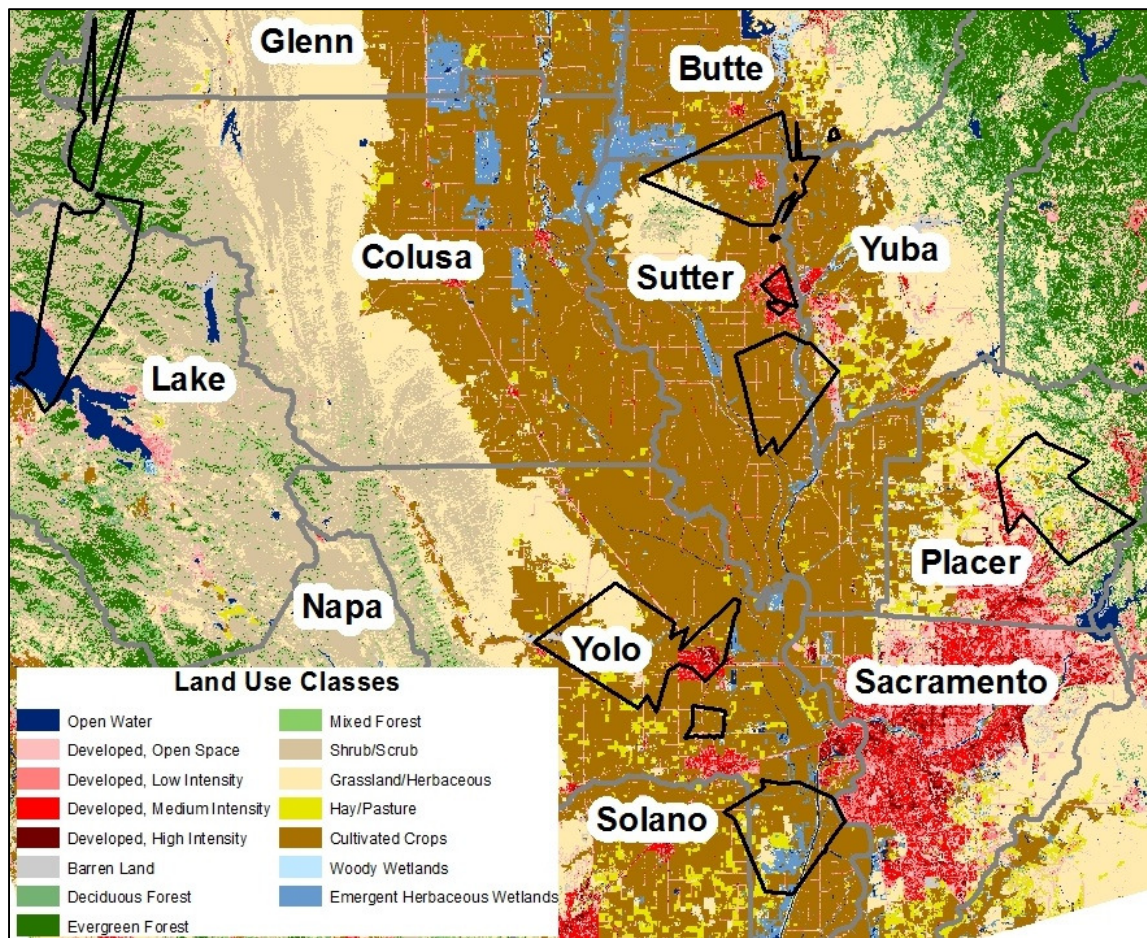 Glenn
Butte
Colusa
Sutter
Yuba
Lake
Placer
Napa
Yolo
Sacramento
Solano
Land Use Classes
Open Water
Developed, Open Space
Developed, Low Intensity
Developed, Medium Intensity
Developed, High Intensity
Barren Land
Deciduous Forest
Evergreen Forest
Mixed Forest
Shrub/Scrub
Grassland/Herbaceous
Hay/Pasture
Cultivated Crops
Woody Wetlands
Emergent Herbaceous Wetlands